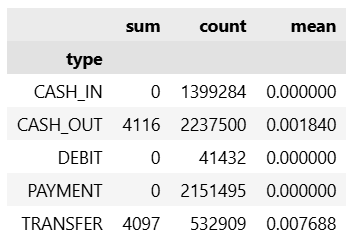 sum count mean
type
CASH_IN 0 1399284 0.000000
CASH_OUT 4116 2237500 0.001840
DEBIT 0 41432 0.000000
PAYMENT 0 2151495 0.000000
TRANSFER 4097 532909 0.007688